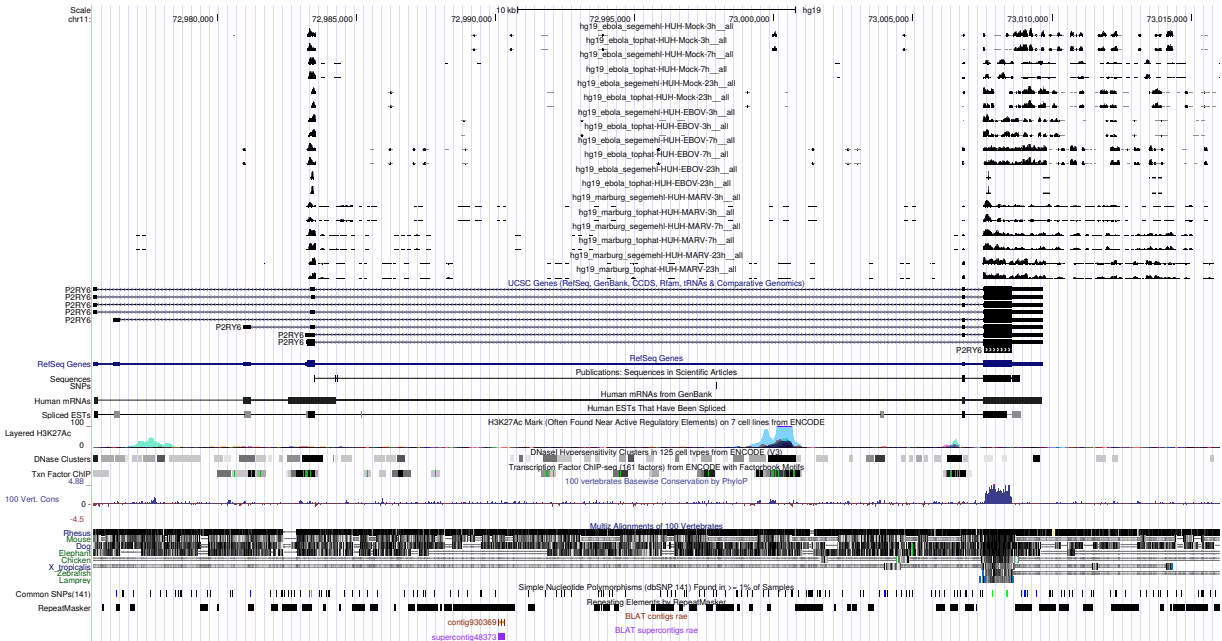 Scale 10 kb hg19
chr11: 72,980,000 72,985,000 72,990,000 72,995,000 73,000,000 73,005,000 73,010,000 73,015,000
hg19_ebola_segemehl-HUH-Mock-3h__all
hg19_ebola_tophat-HUH-Mock-3h__all
hg19_ebola_segemehl-HUH-Mock-7h__all
hg19_ebola_tophat-HUH-Mock-7h__all
hg19_ebola_segemehl-HUH-Mock-23h__all
hg19_ebola_tophat-HUH-Mock-23h__all
hg19_ebola_segemehl-HUH-EBOV-3h__all
hg19_ebola_tophat-HUH-EBOV-3h__all
hg19_ebola_segemehl-HUH-EBOV-7h__all
hg19_ebola_tophat-HUH-EBOV-7h__all
hg19_ebola_segemehl-HUH-EBOV-23h__all
hg19_ebola_tophat-HUH-EBOV-23h__all
hg19_marburg_segemehl-HUH-MARV-3h__all
hg19_marburg_tophat-HUH-MARV-3h__all
hg19_marburg_segemehl-HUH-MARV-7h__all
hg19_marburg_tophat-HUH-MARV-7h__all
hg19_marburg_segemehl-HUH-MARV-23h__all
hg19_marburg_tophat-HUH-MARV-23h__all
UCSC Genes (RefSeq, GenBank, CCDS, Rfam, tRNAs & Comparative Genomics)
P2RY6
P2RY6
P2RY6
P2RY6
P2RY6
P2RY6
P2RY6
P2RY6
P2RY6
RefSeq Genes
RefSeq Genes
Publications: Sequences in Scientific Articles
Sequences
SNPs
Human mRNAs from GenBank
Human mRNAs
Human ESTs That Have Been Spliced
Spliced ESTs
H3K27Ac Mark (Often Found Near Active Regulatory Elements) on 7 cell lines from ENCODE
100
Layered H3K27Ac
0
DNaseI Hypersensitivity Clusters in 125 cell types from ENCODE (V3)
DNase Clusters
Transcription Factor ChIP-seq (161 factors) from ENCODE with Factorbook Motifs
Txn Factor ChIP
100 vertebrates Basewise Conservation by PhyloP
4.88
100 Vert. Cons
0
-4.5
Multiz Alignments of 100 Vertebrates
Rhesus
Mouse
Dog
Elephant
Chicken
X_tropicalis
Zebrafish
Lamprey
Simple Nucleotide Polymorphisms (dbSNP 141) Found in >= 1% of Samples
Common SNPs(141)
Repeating Elements by RepeatMasker
RepeatMasker
BLAT contigs rae
contig930369
BLAT supercontigs rae
supercontig48373